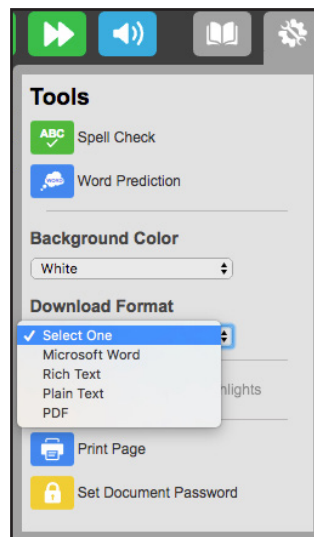 Tools
ABC
Spell Check
WORD
Word Prediction
Background Color
White
Download Format
✓ Select One
Microsoft Word
Rich Text
Plain Text
PDF
Print Page
Set Document Password